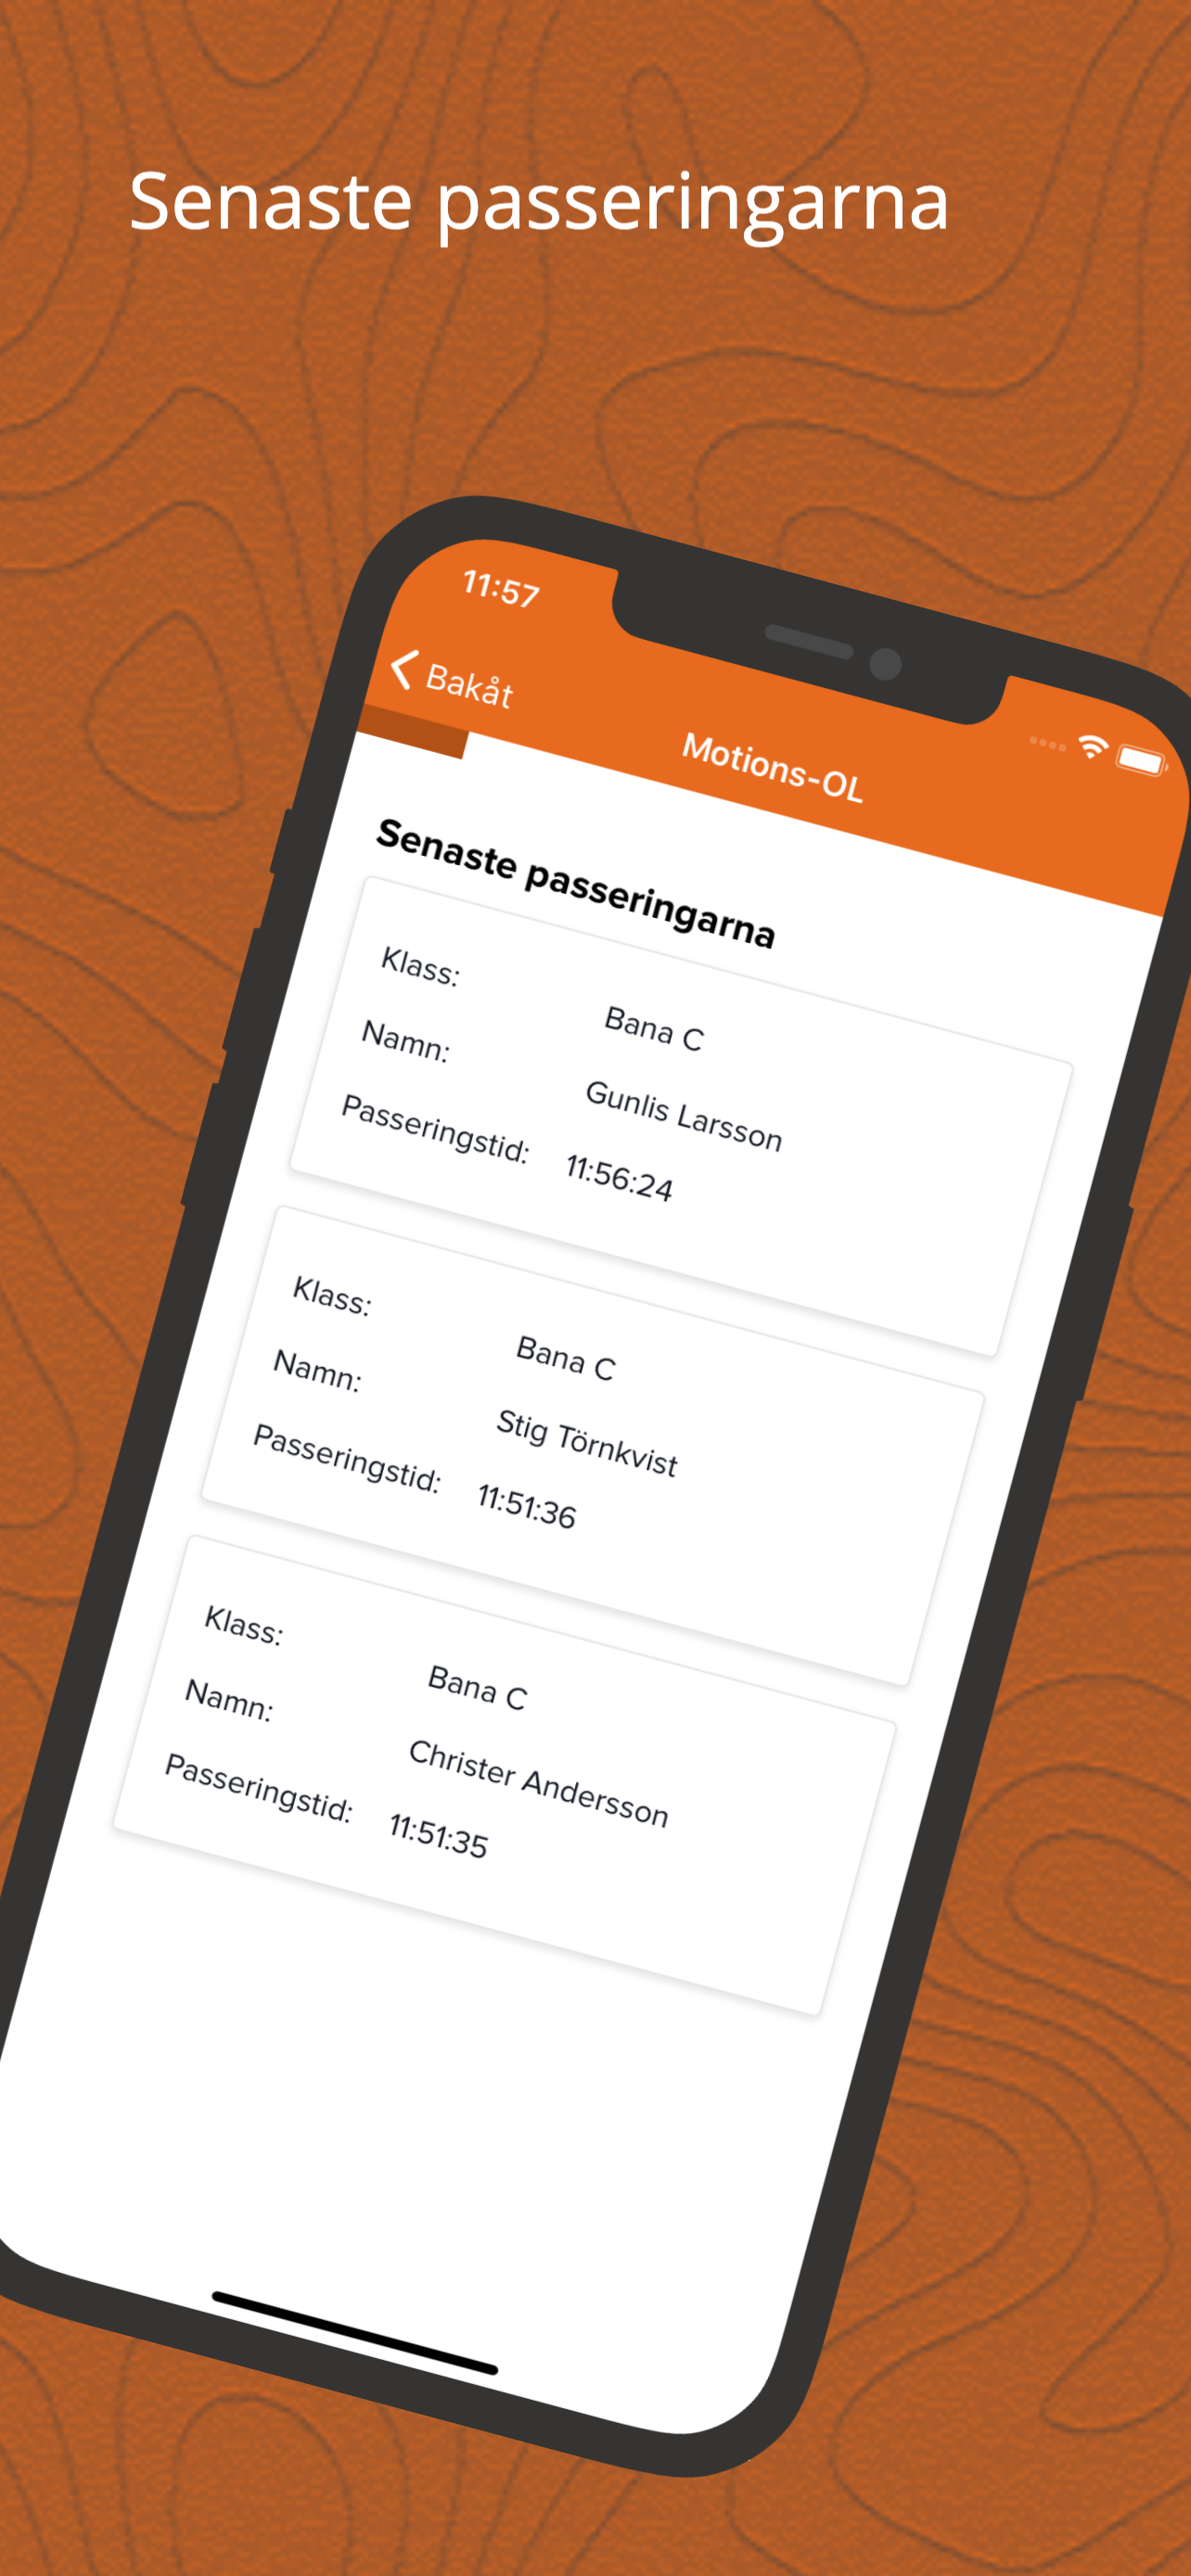 Senaste passeringarna
11:57
Bakåt
Motions-OL
Senaste passeringarna
Klass: Bana C
Namn: Gunlis Larsson
Passeringstid: 11:56:24
Klass: Bana C
Namn: Stig Törnkvist
Passeringstid: 11:51:36
Klass: Bana C
Namn: Christer Andersson
Passeringstid: 11:51:35